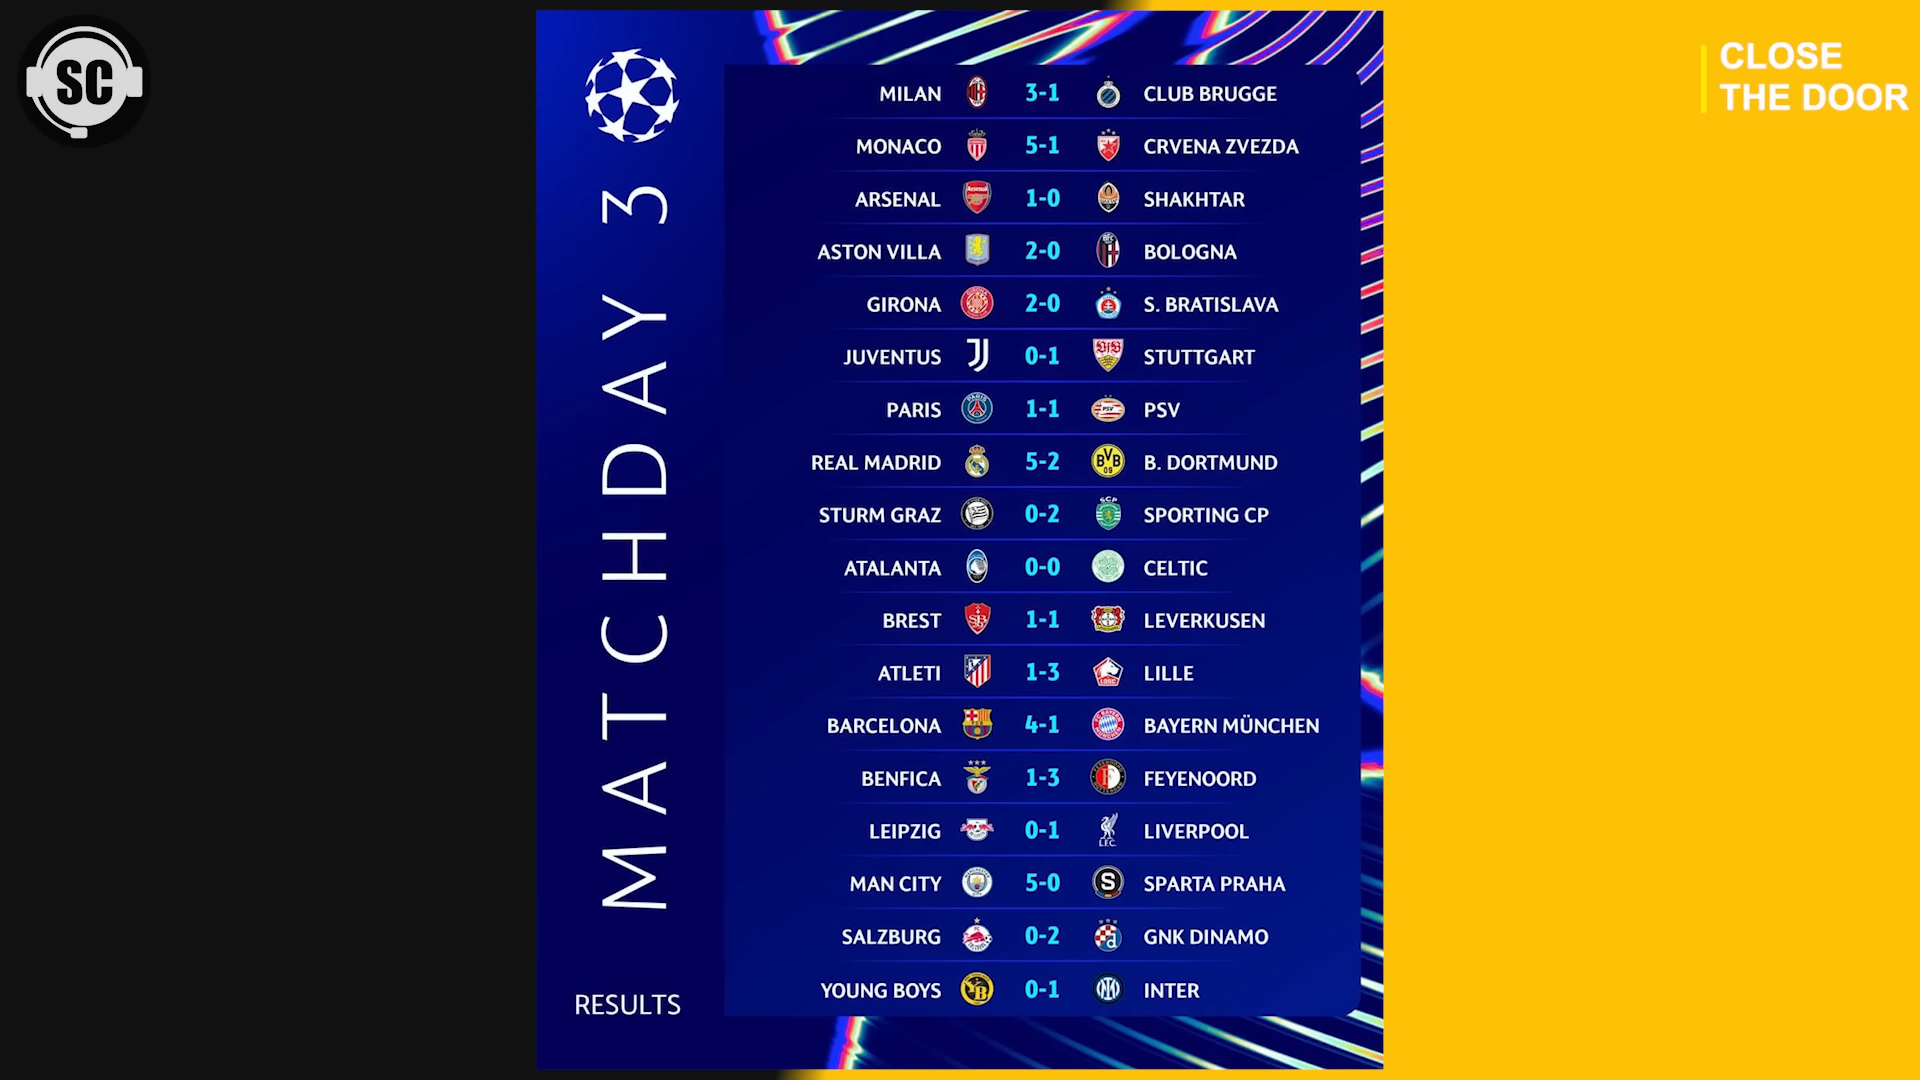 SC
CLOSE
THE DOOR
MATCHDAY 3
RESULTS
MILAN 3-1 CLUB BRUGGE
MONACO 5-1 CRVENA ZVEZDA
ARSENAL 1-0 SHAKHTAR
ASTON VILLA 2-0 BOLOGNA
GIRONA 2-0 S. BRATISLAVA
JUVENTUS 0-1 STUTTGART
PARIS 1-1 PSV
REAL MADRID 5-2 B. DORTMUND
STURM GRAZ 0-2 SPORTING CP
ATALANTA 0-0 CELTIC
BREST 1-1 LEVERKUSEN
ATLETI 1-3 LILLE
BARCELONA 4-1 BAYERN MÜNCHEN
BENFICA 1-3 FEYENOORD
LEIPZIG 0-1 LIVERPOOL
MAN CITY 5-0 SPARTA PRAHA
SALZBURG 0-2 GNK DINAMO
YOUNG BOYS 0-1 INTER